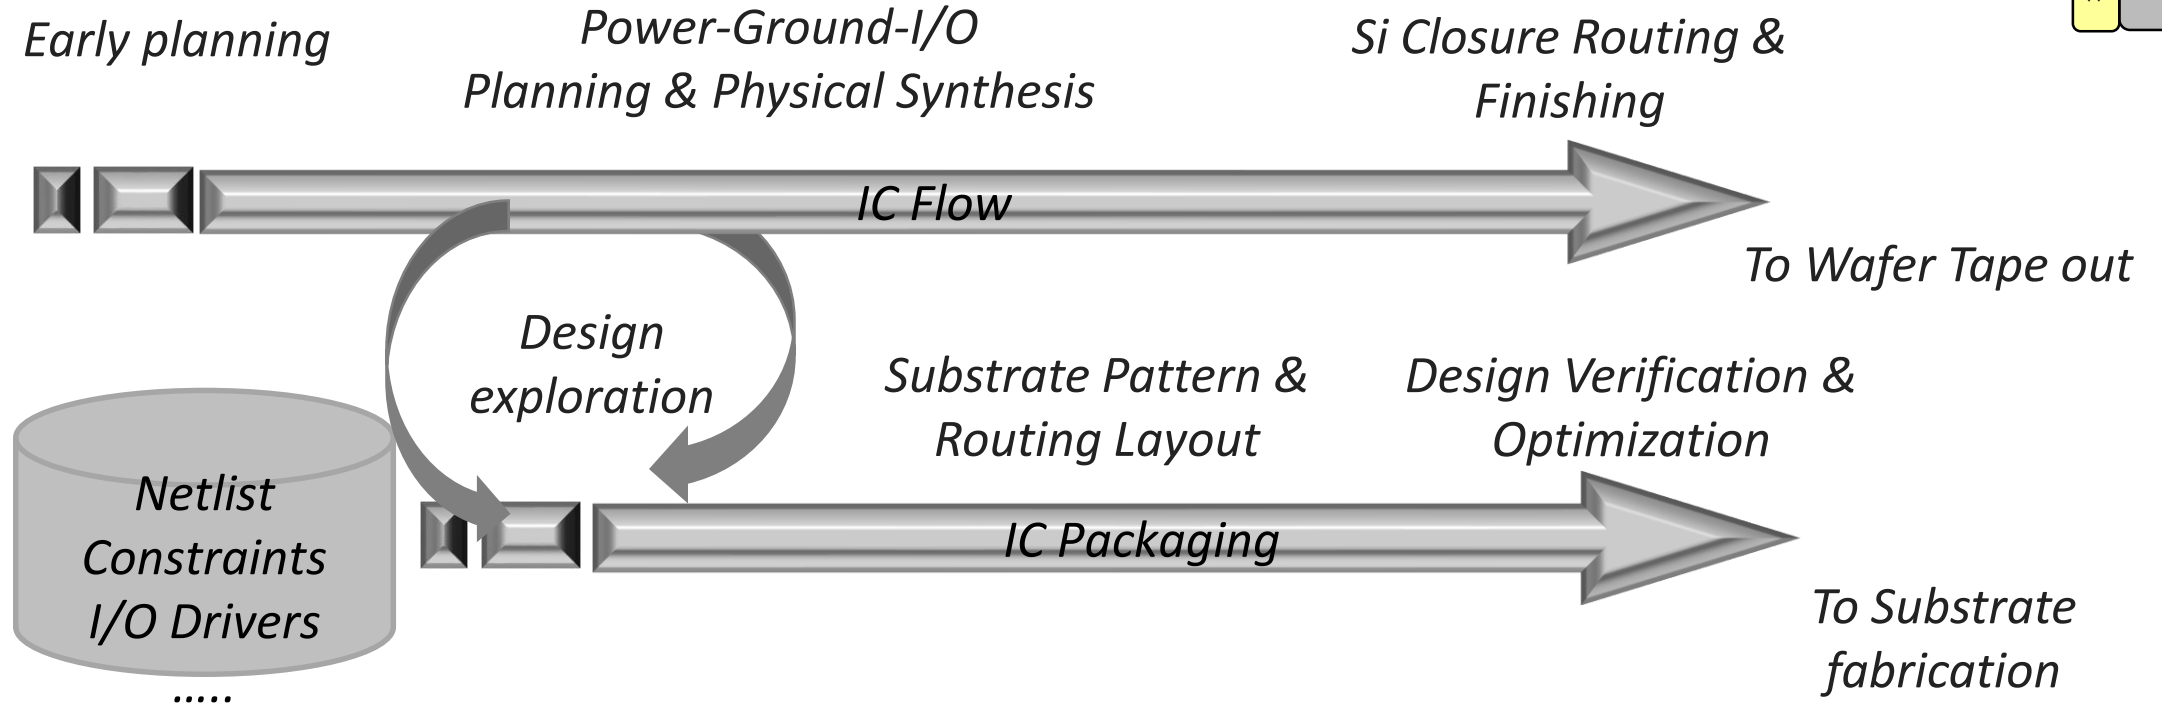 Early planning
Power-Ground-I/O
Planning & Physical Synthesis
Si Closure Routing &
Finishing
IC Flow
To Wafer Tape out
Design
exploration
Substrate Pattern &
Routing Layout
Design Verification &
Optimization
Netlist
Constraints
I/O Drivers
.....
IC Packaging
To Substrate
fabrication